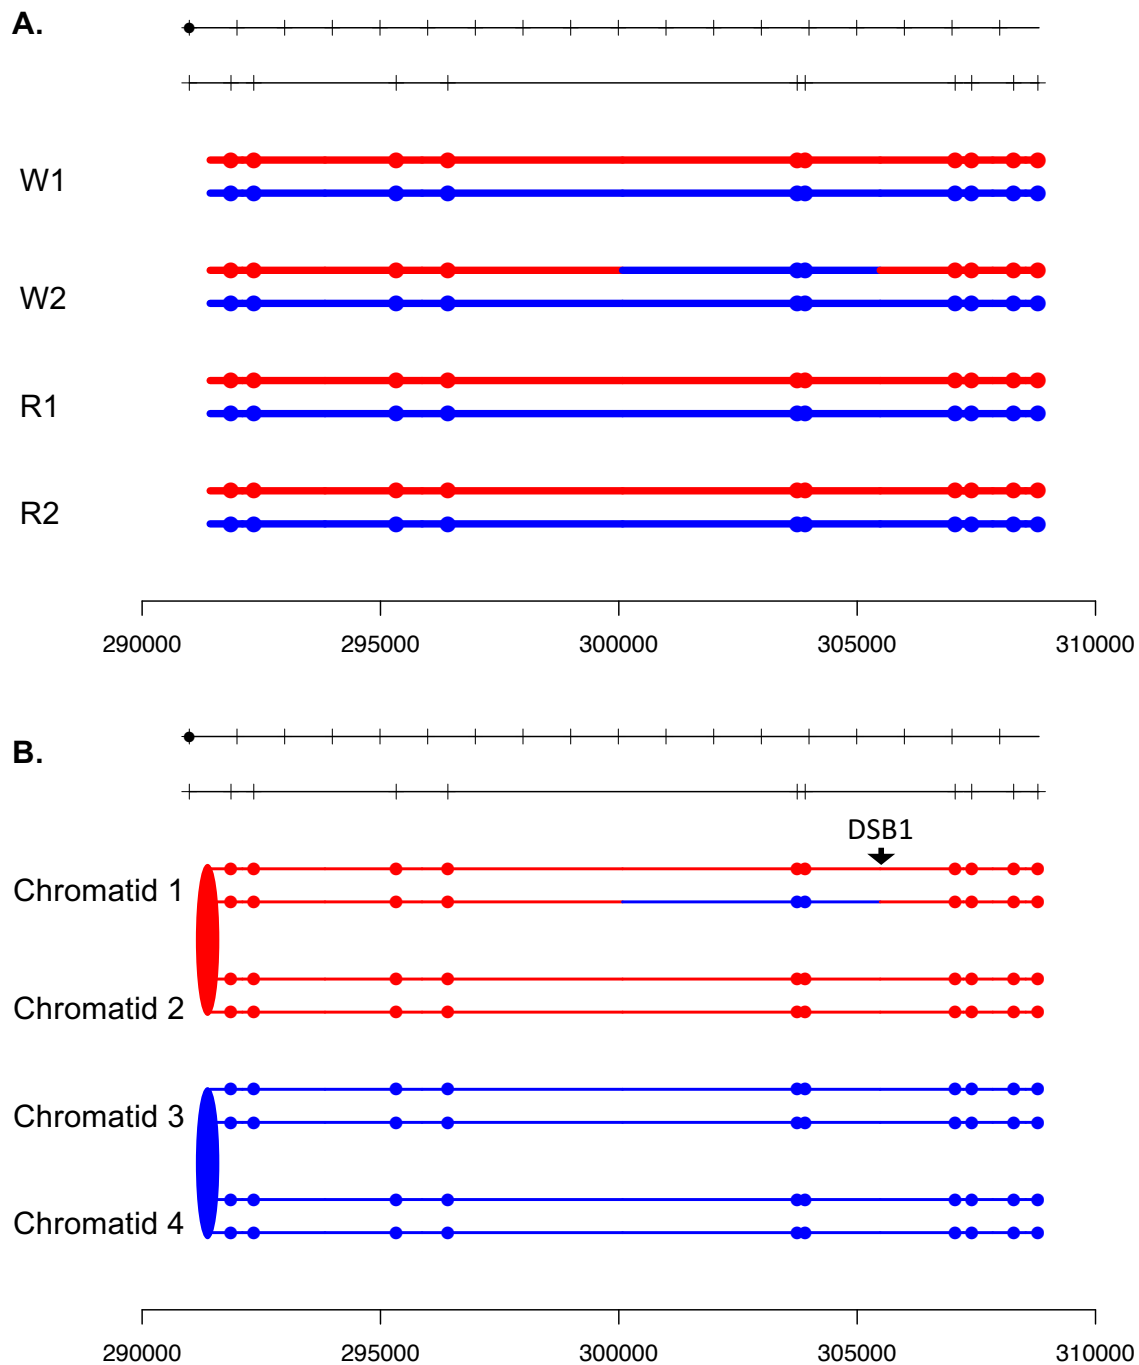 A.
W1
W2
R1
R2
290000 295000 300000 305000 310000
B.
DSB1
Chromatid 1
Chromatid 2
Chromatid 3
Chromatid 4
290000 295000 300000 305000 310000